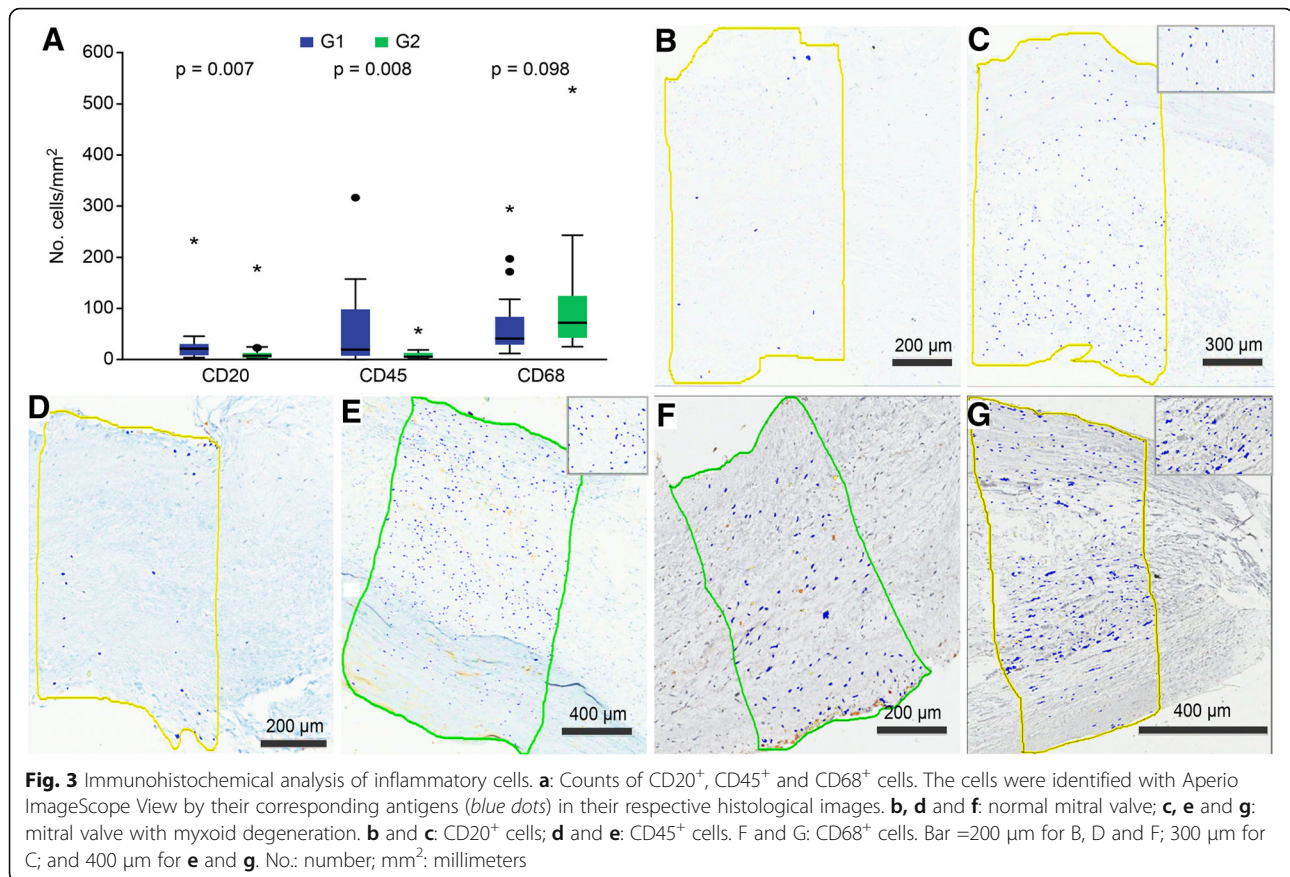 A
G1 G2
p = 0.007 p = 0.008 p = 0.098
No. cells/mm²
600
500
400
300
200
100
0
* * * * *
CD20 CD45 CD68
B
200 µm
C
300 µm
D
200 µm
E
400 µm
F
200 µm
G
400 µm
Fig. 3 Immunohistochemical analysis of inflammatory cells. a: Counts of CD20⁺, CD45⁺ and CD68⁺ cells. The cells were identified with Aperio
ImageScope View by their corresponding antigens (blue dots) in their respective histological images. b, d and f: normal mitral valve; c, e and g:
mitral valve with myxoid degeneration. b and c: CD20⁺ cells; d and e: CD45⁺ cells. F and G: CD68⁺ cells. Bar =200 µm for B, D and F; 300 µm for
C; and 400 µm for e and g. No.: number; mm²: millimeters